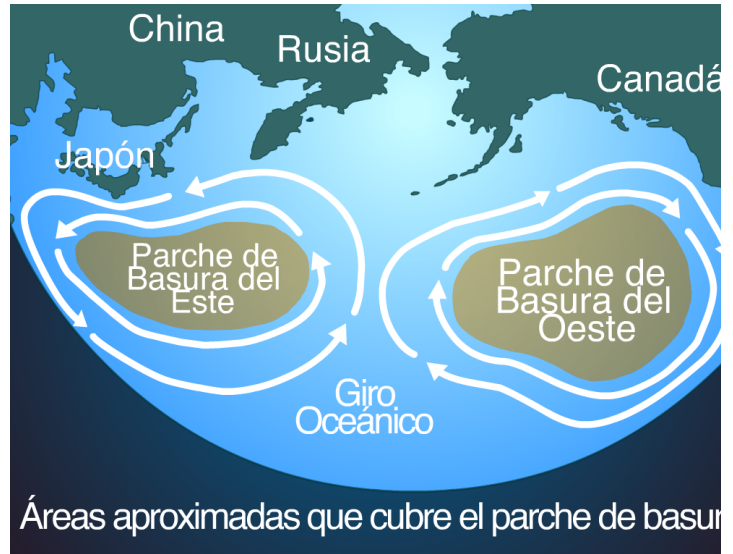 China
Rusia
Canadá
Japón
Parche de
Basura del
Este
Parche de
Basura del
Oeste
Giro
Oceánico
Áreas aproximadas que cubre el parche de basur